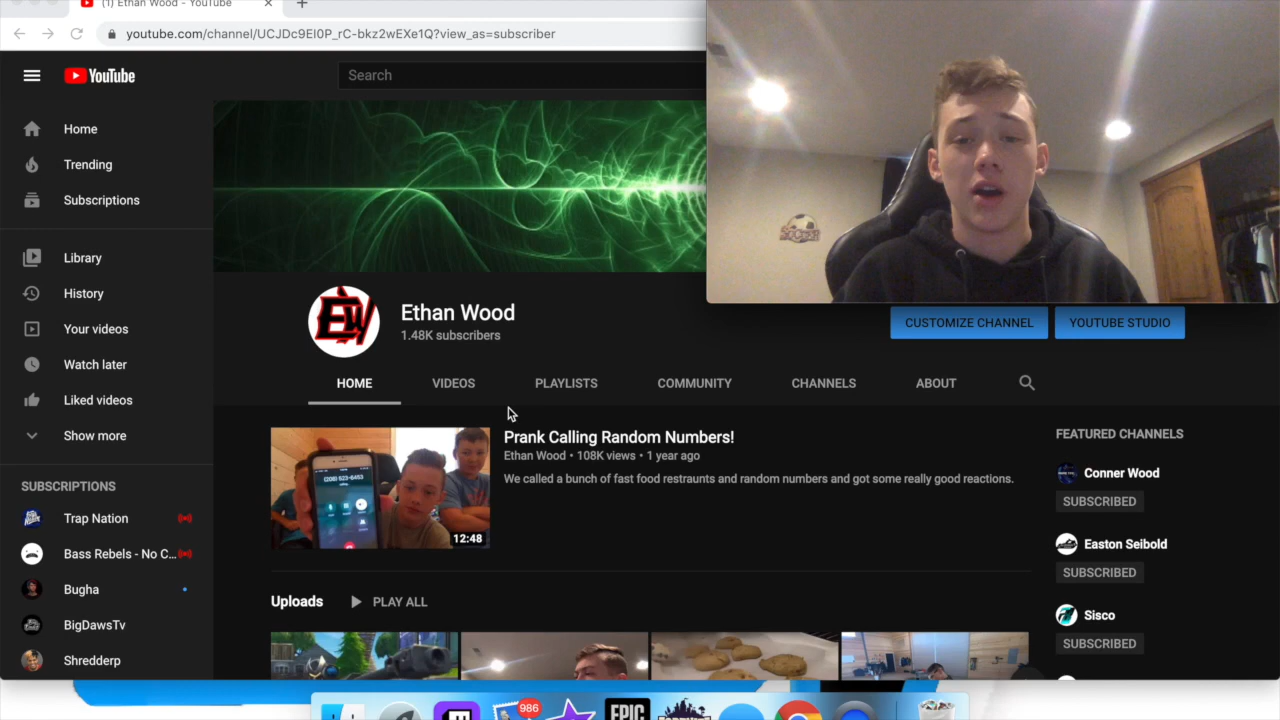 (1) Ethan Wood - YouTube
youtube.com/channel/UCJDc9EI0P_rC-bkz2wEXe1Q?view_as=subscriber
YouTube
Search
Home
Trending
Subscriptions
Library
History
Your videos
Watch later
Liked videos
Show more
SUBSCRIPTIONS
Trap Nation
Bass Rebels - No C...
Bugha
BigDawsTv
Shredderp
EW
Ethan Wood
1.48K subscribers
CUSTOMIZE CHANNEL
YOUTUBE STUDIO
HOME
VIDEOS
PLAYLISTS
COMMUNITY
CHANNELS
ABOUT
(206) 623-6453
12:48
Prank Calling Random Numbers!
Ethan Wood • 108K views • 1 year ago
We called a bunch of fast food restraunts and random numbers and got some really good reactions.
Uploads
PLAY ALL
FEATURED CHANNELS
Conner Wood
SUBSCRIBED
Easton Seibold
SUBSCRIBED
Sisco
SUBSCRIBED
986
EPIC